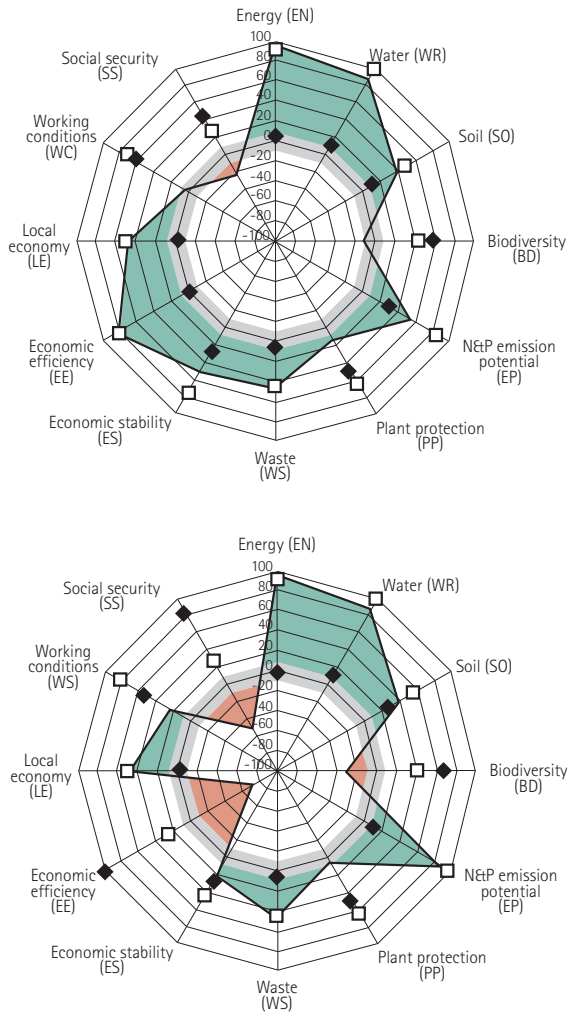 Energy (EN)
Water (WR)
Soil (SO)
Biodiversity
(BD)
N&P emission
potential
(EP)
Plant protection
(PP)
Waste
(WS)
Economic stability
(ES)
Economic
efficiency
(EE)
Local
economy
(LE)
Working
conditions
(WC)
Social security
(SS)
100
80
60
40
20
0
-20
-40
-60
-80
-100
Energy (EN)
Water (WR)
Soil (SO)
Biodiversity
(BD)
N&P emission
potential
(EP)
Plant protection
(PP)
Waste
(WS)
Economic stability
(ES)
Economic
efficiency
(EE)
Local
economy
(LE)
Working
conditions
(WS)
Social security
(SS)
100
80
60
40
20
0
-20
-40
-60
-80
-100